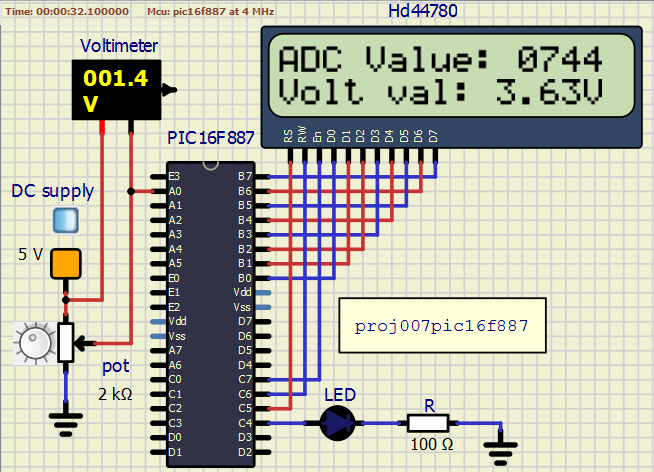 Time: 00:00:32.100000 Mcu: pic16f887 at 4 MHz
Hd44780
Voltimeter
001.4
V
ADC Value: 0744
Volt val: 3.63V
RS RW En D0 D1 D2 D3 D4 D5 D6 D7
PIC16F887
DC supply
5 V
E3 B7
A0 B6
A1 B5
A2 B4
A3 B3
A4 B2
A5 B1
E0 B0
E1 Vdd
E2 Vss
Vdd D7
Vss D6
A7 D5
A6 D4
C0 C7
C1 C6
C2 C5
C3 C4
D0 D3
D1 D2
proj007pic16f887
pot
2 kΩ
LED
R
100 Ω